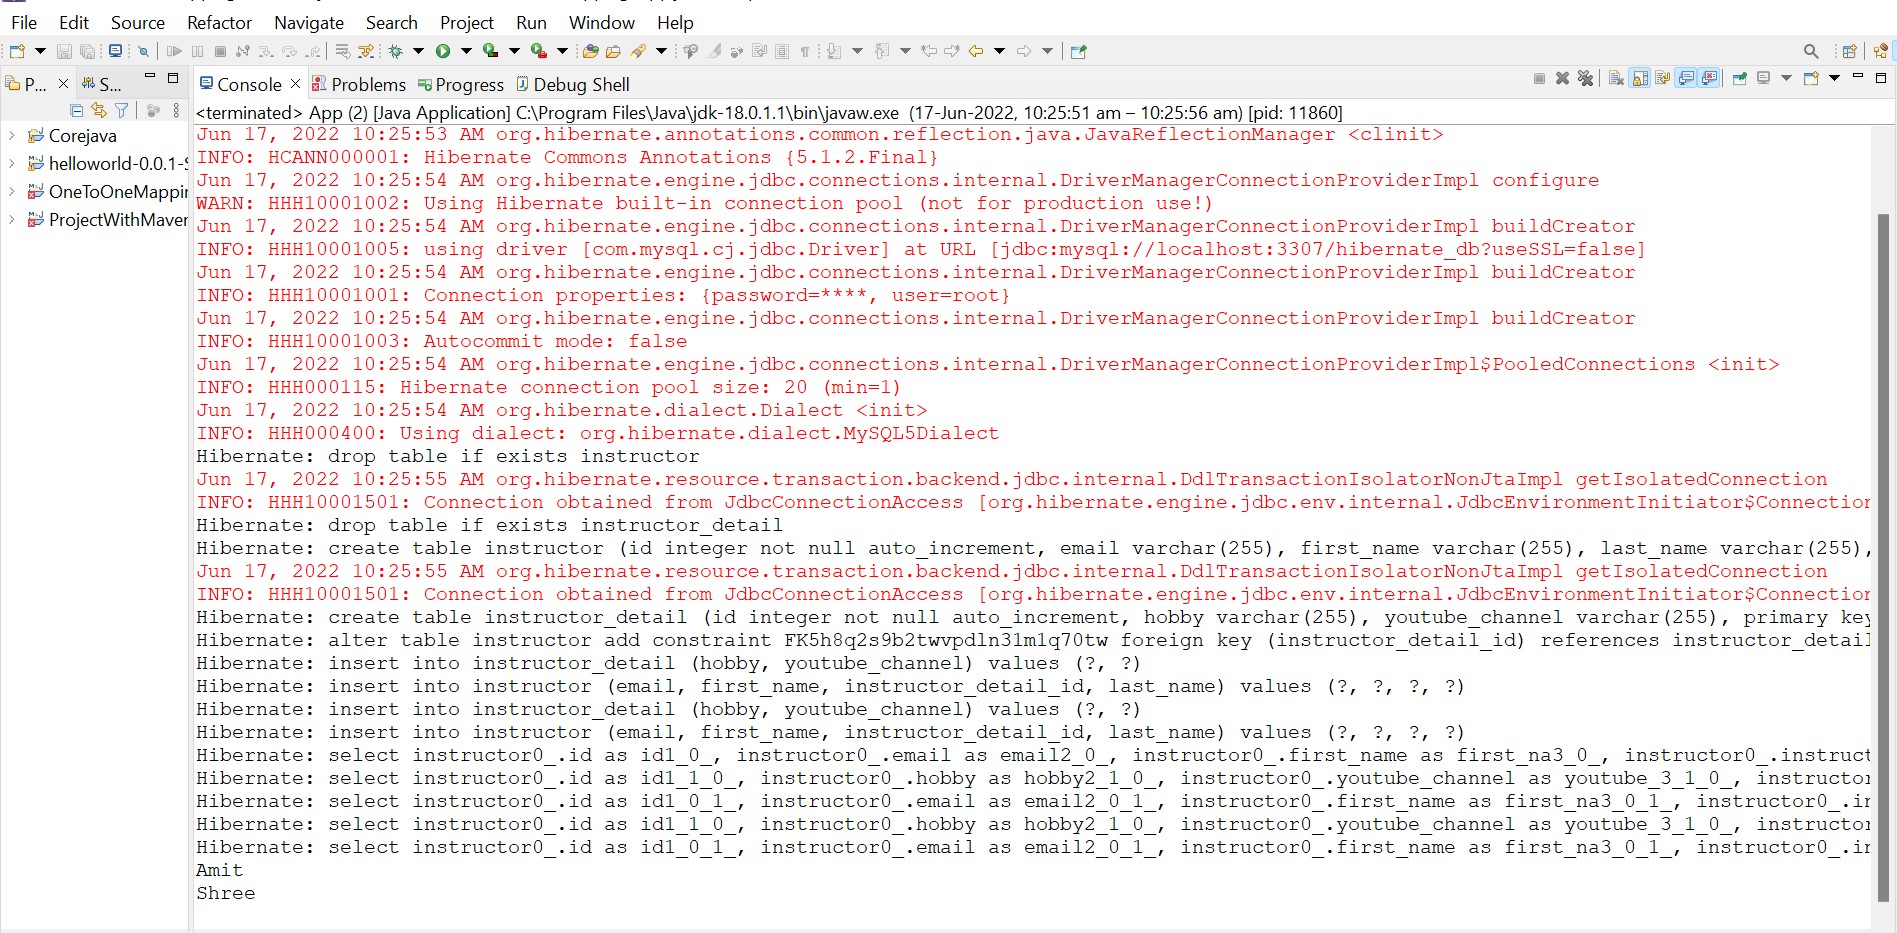 File Edit Source Refactor Navigate Search Project Run Window Help
P... S...
Console Problems Progress Debug Shell
<terminated> App (2) [Java Application] C:\Program Files\Java\jdk-18.0.1.1\bin\javaw.exe (17-Jun-2022, 10:25:51 am – 10:25:56 am) [pid: 11860]
Corejava
helloworld-0.0.1-S
OneToOneMappin
ProjectWithMaven
Jun 17, 2022 10:25:53 AM org.hibernate.annotations.common.reflection.java.JavaReflectionManager <clinit>
INFO: HCANN000001: Hibernate Commons Annotations {5.1.2.Final}
Jun 17, 2022 10:25:54 AM org.hibernate.engine.jdbc.connections.internal.DriverManagerConnectionProviderImpl configure
WARN: HHH10001002: Using Hibernate built-in connection pool (not for production use!)
Jun 17, 2022 10:25:54 AM org.hibernate.engine.jdbc.connections.internal.DriverManagerConnectionProviderImpl buildCreator
INFO: HHH10001005: using driver [com.mysql.cj.jdbc.Driver] at URL [jdbc:mysql://localhost:3307/hibernate_db?useSSL=false]
Jun 17, 2022 10:25:54 AM org.hibernate.engine.jdbc.connections.internal.DriverManagerConnectionProviderImpl buildCreator
INFO: HHH10001001: Connection properties: {password=****, user=root}
Jun 17, 2022 10:25:54 AM org.hibernate.engine.jdbc.connections.internal.DriverManagerConnectionProviderImpl buildCreator
INFO: HHH10001003: Autocommit mode: false
Jun 17, 2022 10:25:54 AM org.hibernate.engine.jdbc.connections.internal.DriverManagerConnectionProviderImpl$PooledConnections <init>
INFO: HHH000115: Hibernate connection pool size: 20 (min=1)
Jun 17, 2022 10:25:54 AM org.hibernate.dialect.Dialect <init>
INFO: HHH000400: Using dialect: org.hibernate.dialect.MySQL5Dialect
Hibernate: drop table if exists instructor
Jun 17, 2022 10:25:55 AM org.hibernate.resource.transaction.backend.jdbc.internal.DdlTransactionIsolatorNonJtaImpl getIsolatedConnection
INFO: HHH10001501: Connection obtained from JdbcConnectionAccess [org.hibernate.engine.jdbc.env.internal.JdbcEnvironmentInitiator$Connection
Hibernate: drop table if exists instructor_detail
Hibernate: create table instructor (id integer not null auto_increment, email varchar(255), first_name varchar(255), last_name varchar(255),
Jun 17, 2022 10:25:55 AM org.hibernate.resource.transaction.backend.jdbc.internal.DdlTransactionIsolatorNonJtaImpl getIsolatedConnection
INFO: HHH10001501: Connection obtained from JdbcConnectionAccess [org.hibernate.engine.jdbc.env.internal.JdbcEnvironmentInitiator$Connection
Hibernate: create table instructor_detail (id integer not null auto_increment, hobby varchar(255), youtube_channel varchar(255), primary key
Hibernate: alter table instructor add constraint FK5h8q2s9b2twvpdln31m1q70tw foreign key (instructor_detail_id) references instructor_detail
Hibernate: insert into instructor_detail (hobby, youtube_channel) values (?, ?)
Hibernate: insert into instructor (email, first_name, instructor_detail_id, last_name) values (?, ?, ?, ?)
Hibernate: insert into instructor_detail (hobby, youtube_channel) values (?, ?)
Hibernate: insert into instructor (email, first_name, instructor_detail_id, last_name) values (?, ?, ?, ?)
Hibernate: select instructor0_.id as id1_0_, instructor0_.email as email2_0_, instructor0_.first_name as first_na3_0_, instructor0_.instruct
Hibernate: select instructor0_.id as id1_1_0_, instructor0_.hobby as hobby2_1_0_, instructor0_.youtube_channel as youtube_3_1_0_, instructor
Hibernate: select instructor0_.id as id1_0_1_, instructor0_.email as email2_0_1_, instructor0_.first_name as first_na3_0_1_, instructor0_.in
Hibernate: select instructor0_.id as id1_1_0_, instructor0_.hobby as hobby2_1_0_, instructor0_.youtube_channel as youtube_3_1_0_, instructor
Hibernate: select instructor0_.id as id1_0_1_, instructor0_.email as email2_0_1_, instructor0_.first_name as first_na3_0_1_, instructor0_.in
Amit
Shree